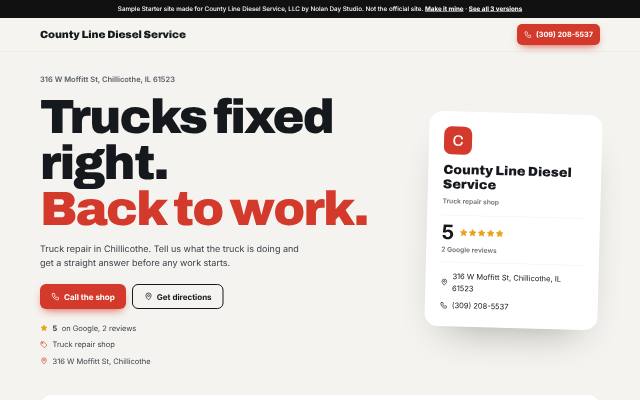 Sample Starter site made for County Line Diesel Service, LLC by Nolan Day Studio. Not the official site. Make it mine · See all 3 versions
County Line Diesel Service
(309) 208-5537
316 W Moffitt St, Chillicothe, IL 61523
Trucks fixed
right.
Back to work.
Truck repair in Chillicothe. Tell us what the truck is doing and
get a straight answer before any work starts.
Call the shop
Get directions
5 on Google, 2 reviews
Truck repair shop
316 W Moffitt St, Chillicothe
C
County Line Diesel
Service
Truck repair shop
5
2 Google reviews
316 W Moffitt St, Chillicothe, IL
61523
(309) 208-5537